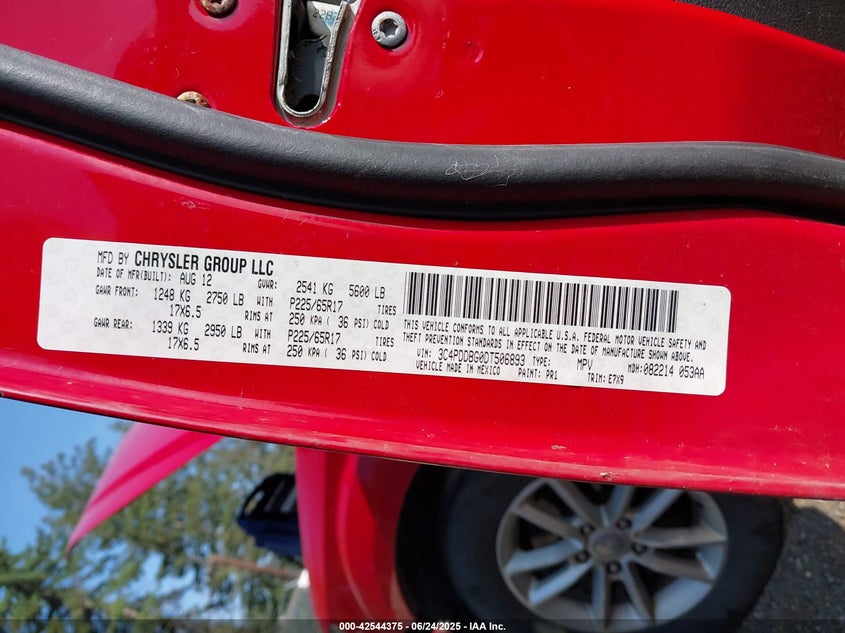 MFD BY CHRYSLER GROUP LLC
DATE OF MFR(BUILT): AUG 12 GVWR: 2541 KG 5600 LB
GAWR FRONT: 1248 KG 2750 LB WITH P225/65R17 TIRES
17X6.5 RIMS AT 250 KPA ( 36 PSI) COLD
GAWR REAR: 1339 KG 2950 LB WITH P225/65R17 TIRES
17X6.5 RIMS AT 250 KPA ( 36 PSI) COLD
THIS VEHICLE CONFORMS TO ALL APPLICABLE U.S.A. FEDERAL MOTOR VEHICLE SAFETY AND
THEFT PREVENTION STANDARDS IN EFFECT ON THE DATE OF MANUFACTURE SHOWN ABOVE.
VIN: 3C4PDDBG0DT506893 TYPE: MPV MDH: 082214 053AA
VEHICLE MADE IN MEXICO PAINT: PR1 TRIM: E7X9
000-42544375 - 06/24/2025 - IAA Inc.